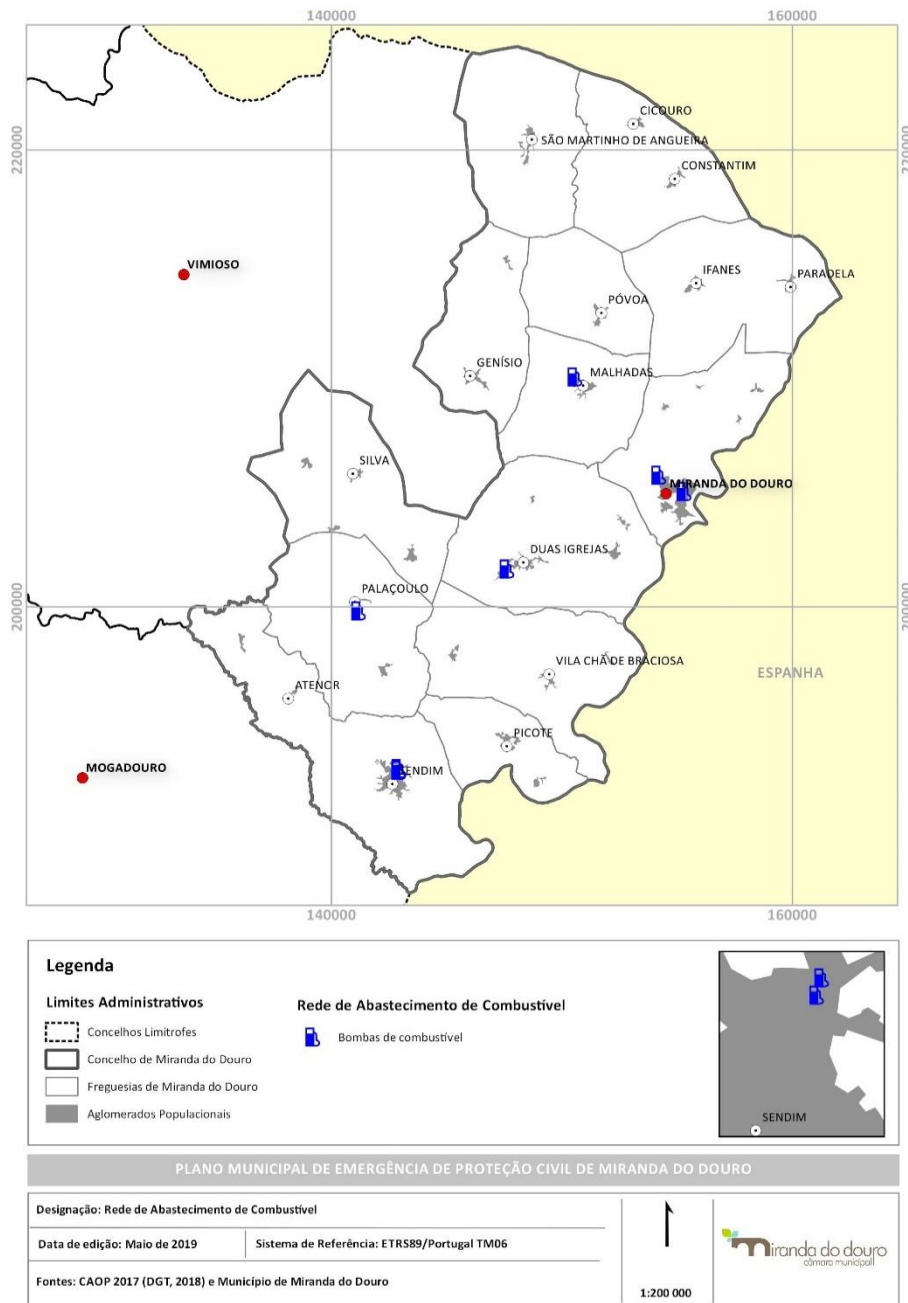 140000
160000
CICOURO
SÃO MARTINHO DE ANGUEIRA
220000
220000
CONSTANTIM
VIMIOSO
IFANES
PARADELA
PÓVOA
GENÍSIO
MALHADAS
SILVA
MIRANDA DO DOURO
DUAS IGREJAS
PALAÇOULO
200000
200000
VILA CHÃ DE BRACIOSA
ESPANHA
ATENOR
PICOTE
MOGADOURO
ENDIM
140000
160000
Legenda
Limites Administrativos
Rede de Abastecimento de Combustível
Concelhos Limítrofes
Bombas de combustível
Concelho de Miranda do Douro
Freguesias de Miranda do Douro
Aglomerados Populacionais
SENDIM
PLANO MUNICIPAL DE EMERGÊNCIA DE PROTEÇÃO CIVIL DE MIRANDA DO DOURO
Designação: Rede de Abastecimento de Combustível
Data de edição: Maio de 2019
Sistema de Referência: ETRS89/Portugal TM06
Fontes: CAOP 2017 (DGT, 2018) e Município de Miranda do Douro
1:200 000
miranda do douro
câmara municipal